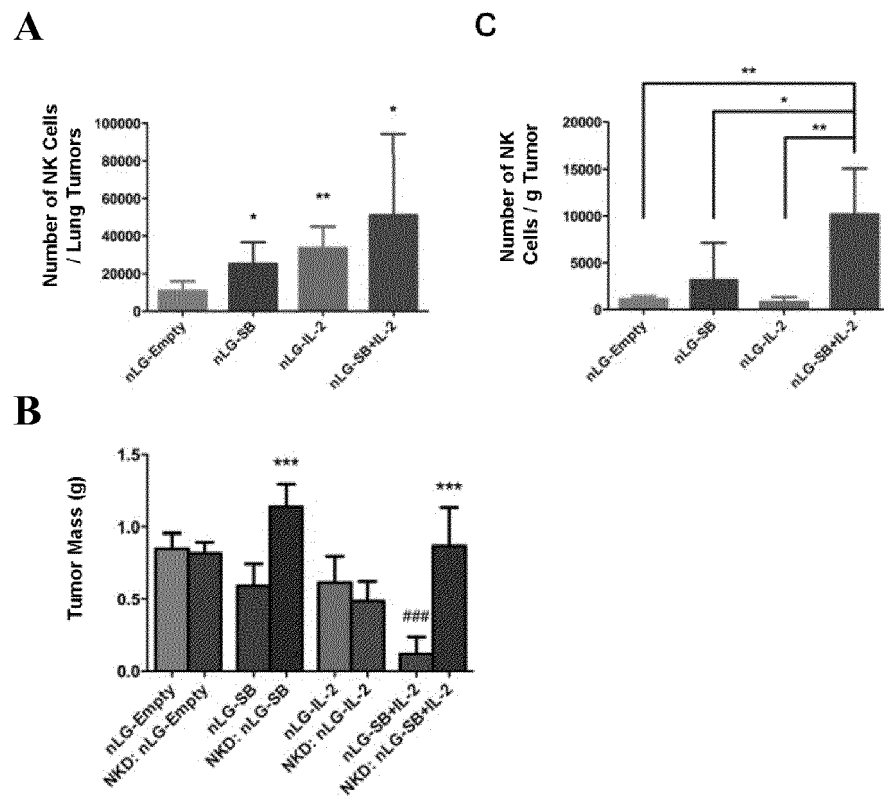 A
Number of NK Cells
/ Lung Tumors
100000
80000
60000
40000
20000
0
*
**
*
nLG-Empty
nLG-SB
nLG-IL-2
nLG-SB+IL-2
C
Number of NK
Cells / g Tumor
20000
15000
10000
5000
0
**
*
**
nLG-Empty
nLG-SB
nLG-IL-2
nLG-SB+IL-2
B
Tumor Mass (g)
1.5
1.0
0.5
0.0
***
###
***
nLG-Empty
NKD: nLG-Empty
nLG-SB
NKD: nLG-SB
nLG-IL-2
NKD: nLG-IL-2
nLG-SB+IL-2
NKD: nLG-SB+IL-2